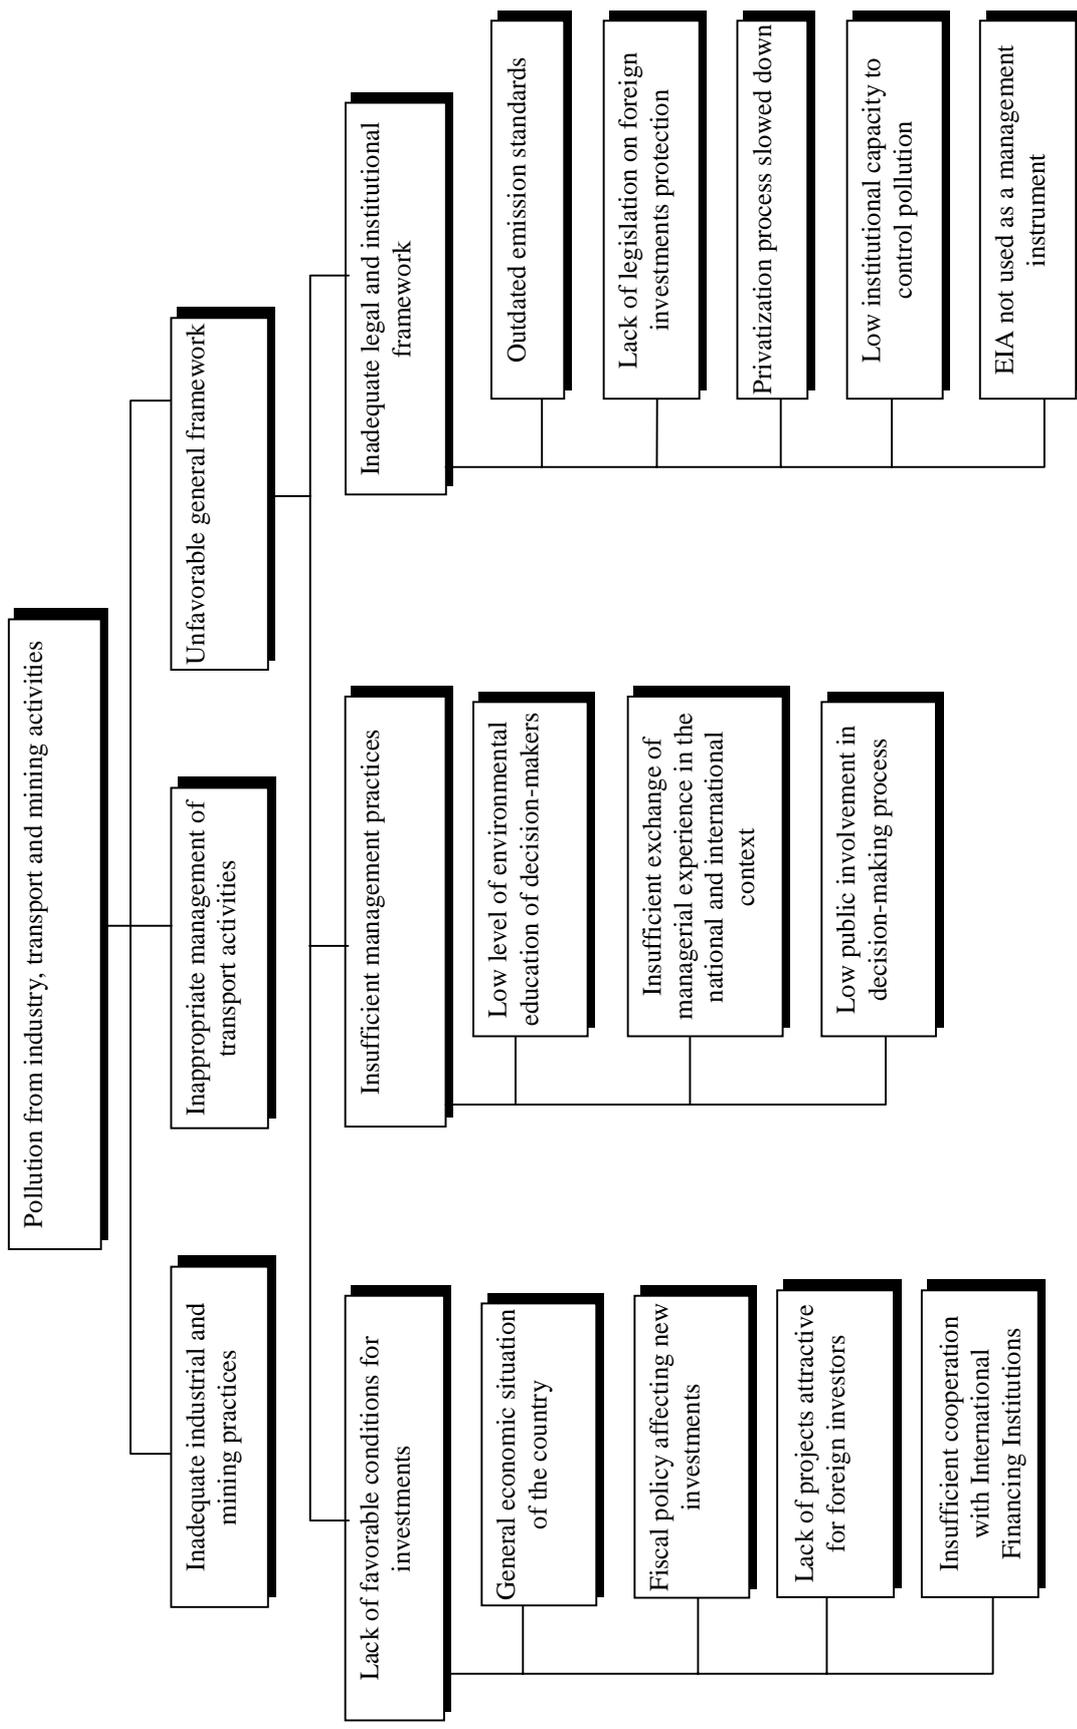 Pollution from industry, transport and mining activities
Inadequate industrial and
mining practices
Inappropriate management of
transport activities
Unfavorable general framework
Lack of favorable conditions for
investments
General economic situation
of the country
Fiscal policy affecting new
investments
Lack of projects attractive
for foreign investors
Insufficient cooperation
with International
Financing Institutions
Insufficient management practices
Low level of environmental
education of decision-makers
Insufficient exchange of
managerial experience in the
national and international
context
Low public involvement in
decision-making process
Inadequate legal and institutional
framework
Outdated emission standards
Lack of legislation on foreign
investments protection
Privatization process slowed down
Low institutional capacity to
control pollution
EIA not used as a management
instrument